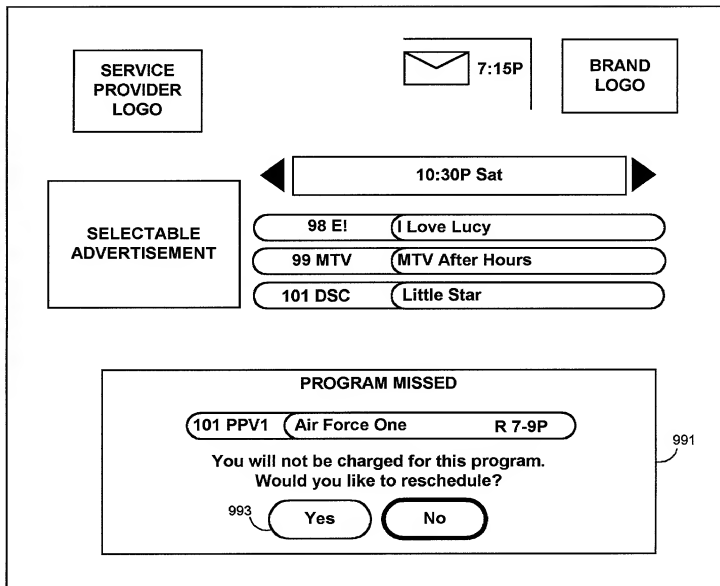 SERVICE
PROVIDER
LOGO
7:15P
BRAND
LOGO
10:30P Sat
SELECTABLE
ADVERTISEMENT
98 E! I Love Lucy
99 MTV MTV After Hours
101 DSC Little Star
PROGRAM MISSED
101 PPV1 Air Force One R 7-9P
You will not be charged for this program.
Would you like to reschedule?
991
993
Yes No